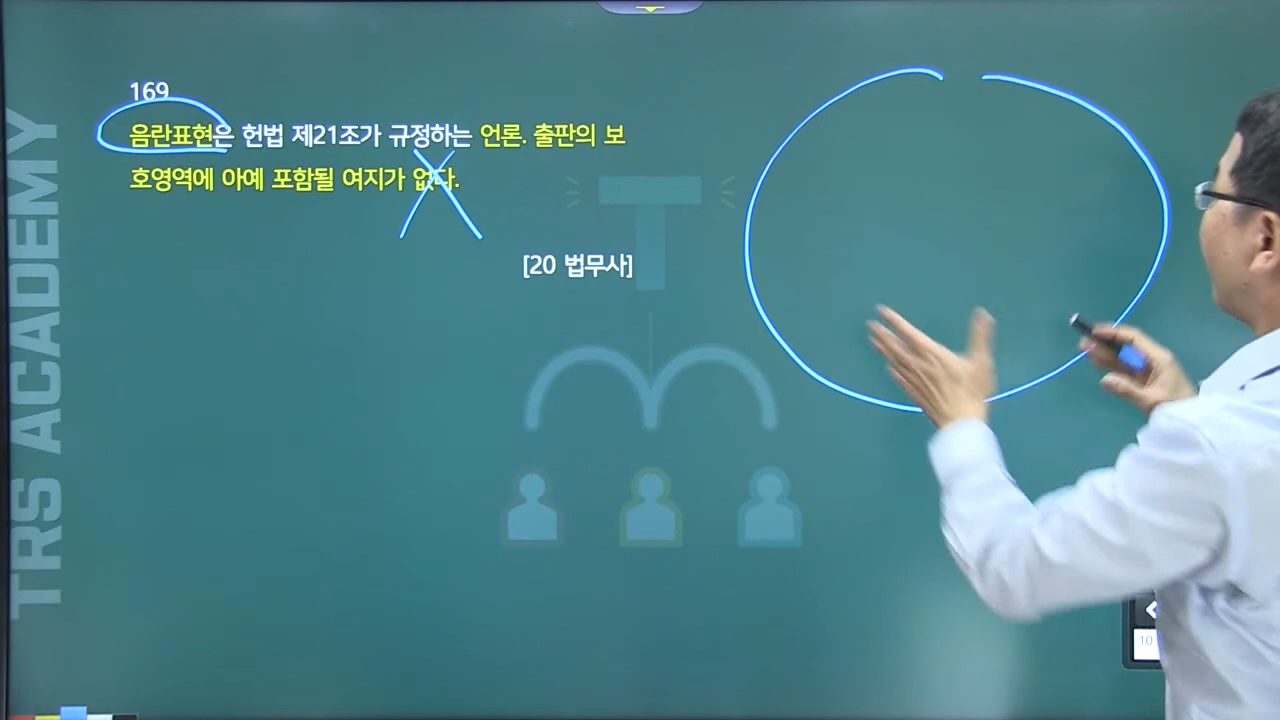 169
음란표현은 헌법 제21조가 규정하는 언론. 출판의 보
호영역에 아예 포함될 여지가 없다.
[20 법무사]
TRS ACADEMY
10